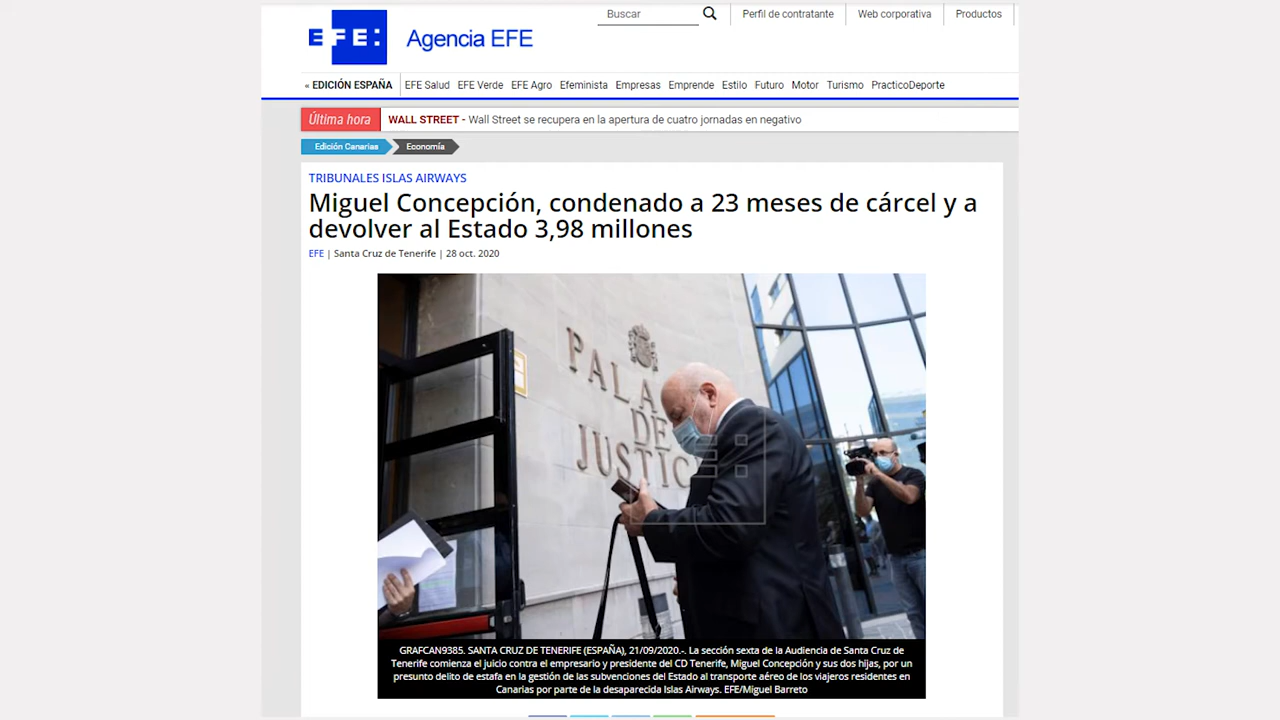 Buscar
Perfil de contratante
Web corporativa
Productos
EFE:
Agencia EFE
« EDICIÓN ESPAÑA
EFE Salud EFE Verde EFE Agro Efeminista Empresas Emprende Estilo Futuro Motor Turismo PracticoDeporte
Última hora
WALL STREET - Wall Street se recupera en la apertura de cuatro jornadas en negativo
Edición Canarias
Economía
TRIBUNALES ISLAS AIRWAYS
Miguel Concepción, condenado a 23 meses de cárcel y a
devolver al Estado 3,98 millones
EFE | Santa Cruz de Tenerife | 28 oct. 2020
PALA
DE
JUSTIC
GRAFCAN9385. SANTA CRUZ DE TENERIFE (ESPAÑA), 21/09/2020.-. La sección sexta de la Audiencia de Santa Cruz de
Tenerife comienza el juicio contra el empresario y presidente del CD Tenerife, Miguel Concepción y sus dos hijas, por un
presunto delito de estafa en la gestión de las subvenciones del Estado al transporte aéreo de los viajeros residentes en
Canarias por parte de la desaparecida Islas Airways. EFE/Miguel Barreto